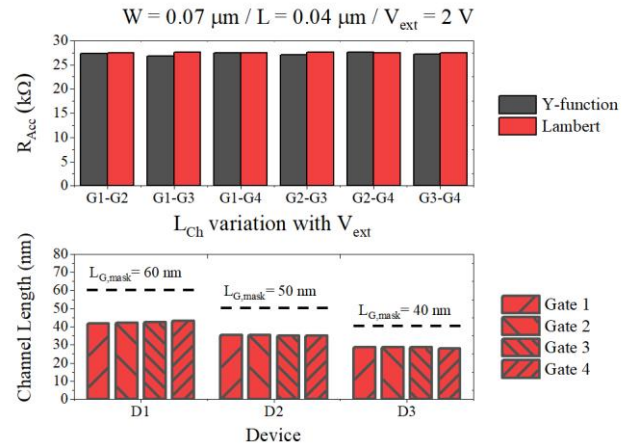 W = 0.07 μm / L = 0.04 μm / V_ext = 2 V
R_Acc (kΩ)
30
25
20
15
10
5
0
G1-G2 G1-G3 G1-G4 G2-G3 G2-G4 G3-G4
Y-function
Lambert
L_Ch variation with V_ext
Channel Length (nm)
80
70
60
50
40
30
20
10
0
L_G,mask= 60 nm
L_G,mask= 50 nm
L_G,mask= 40 nm
D1 D2 D3
Device
Gate 1
Gate 2
Gate 3
Gate 4